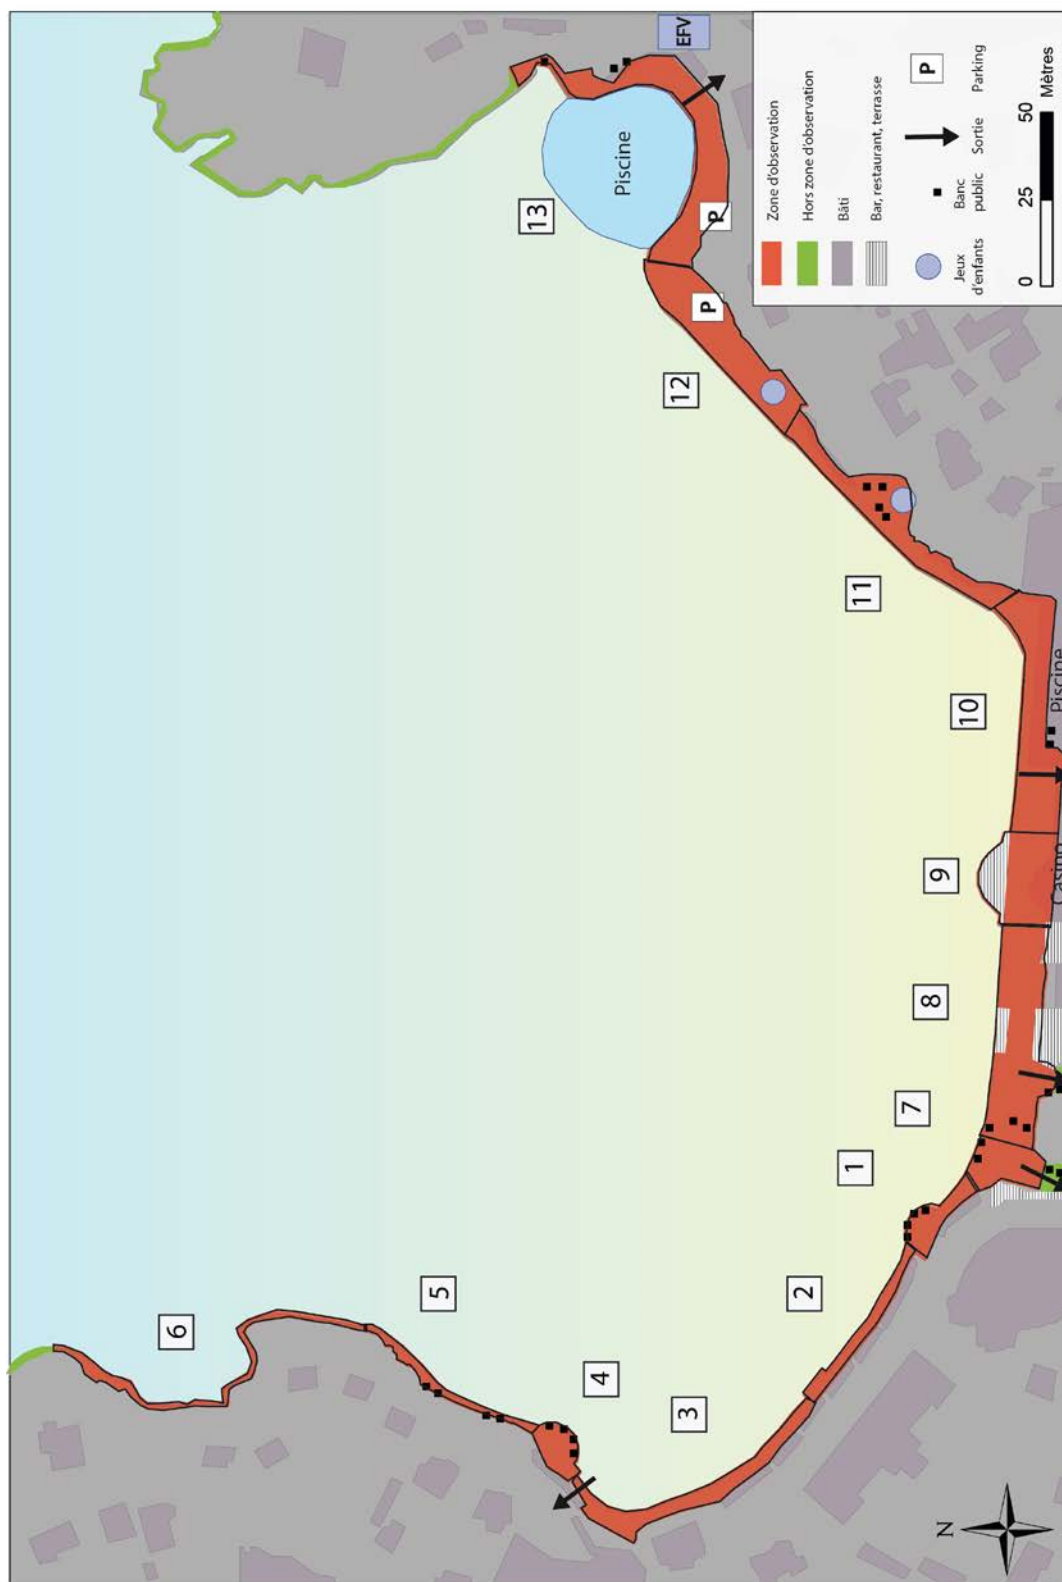 EFV
Piscine
P
P
1
2
3
4
5
6
7
8
9
10
11
12
13
Piscine
Casino
N
Zone d'observation
Hors zone d'observation
Bâti
Bar, restaurant, terrasse
Jeux
d'enfants
Banc
public
Sortie
P
Parking
0
25
50
Mètres